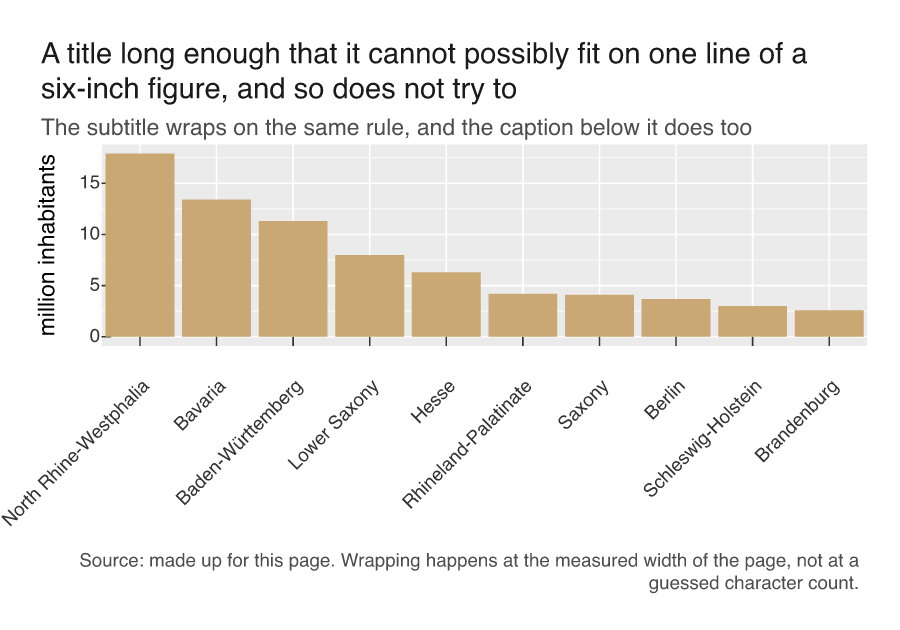 A title long enough that it cannot possibly fit on one line of a
six-inch figure, and so does not try to
The subtitle wraps on the same rule, and the caption below it does too
million inhabitants
15
10
5
0
North Rhine-Westphalia
Bavaria
Baden-Württemberg
Lower Saxony
Hesse
Rhineland-Palatinate
Saxony
Berlin
Schleswig-Holstein
Brandenburg
Source: made up for this page. Wrapping happens at the measured width of the page, not at a
guessed character count.